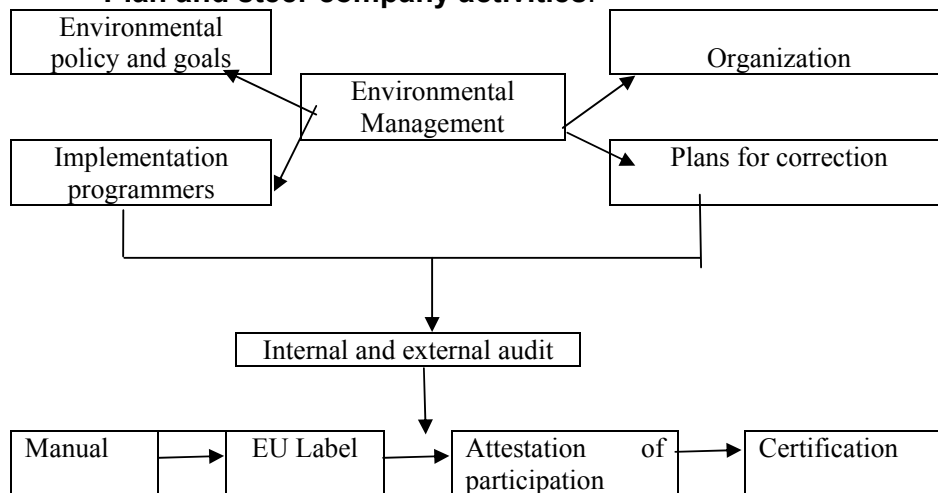 Plan and steer company activities.
Environmental
policy and goals
Organization
Environmental
Management
Implementation
programmers
Plans for correction
Internal and external audit
Manual
EU Label
Attestation of
participation
Certification